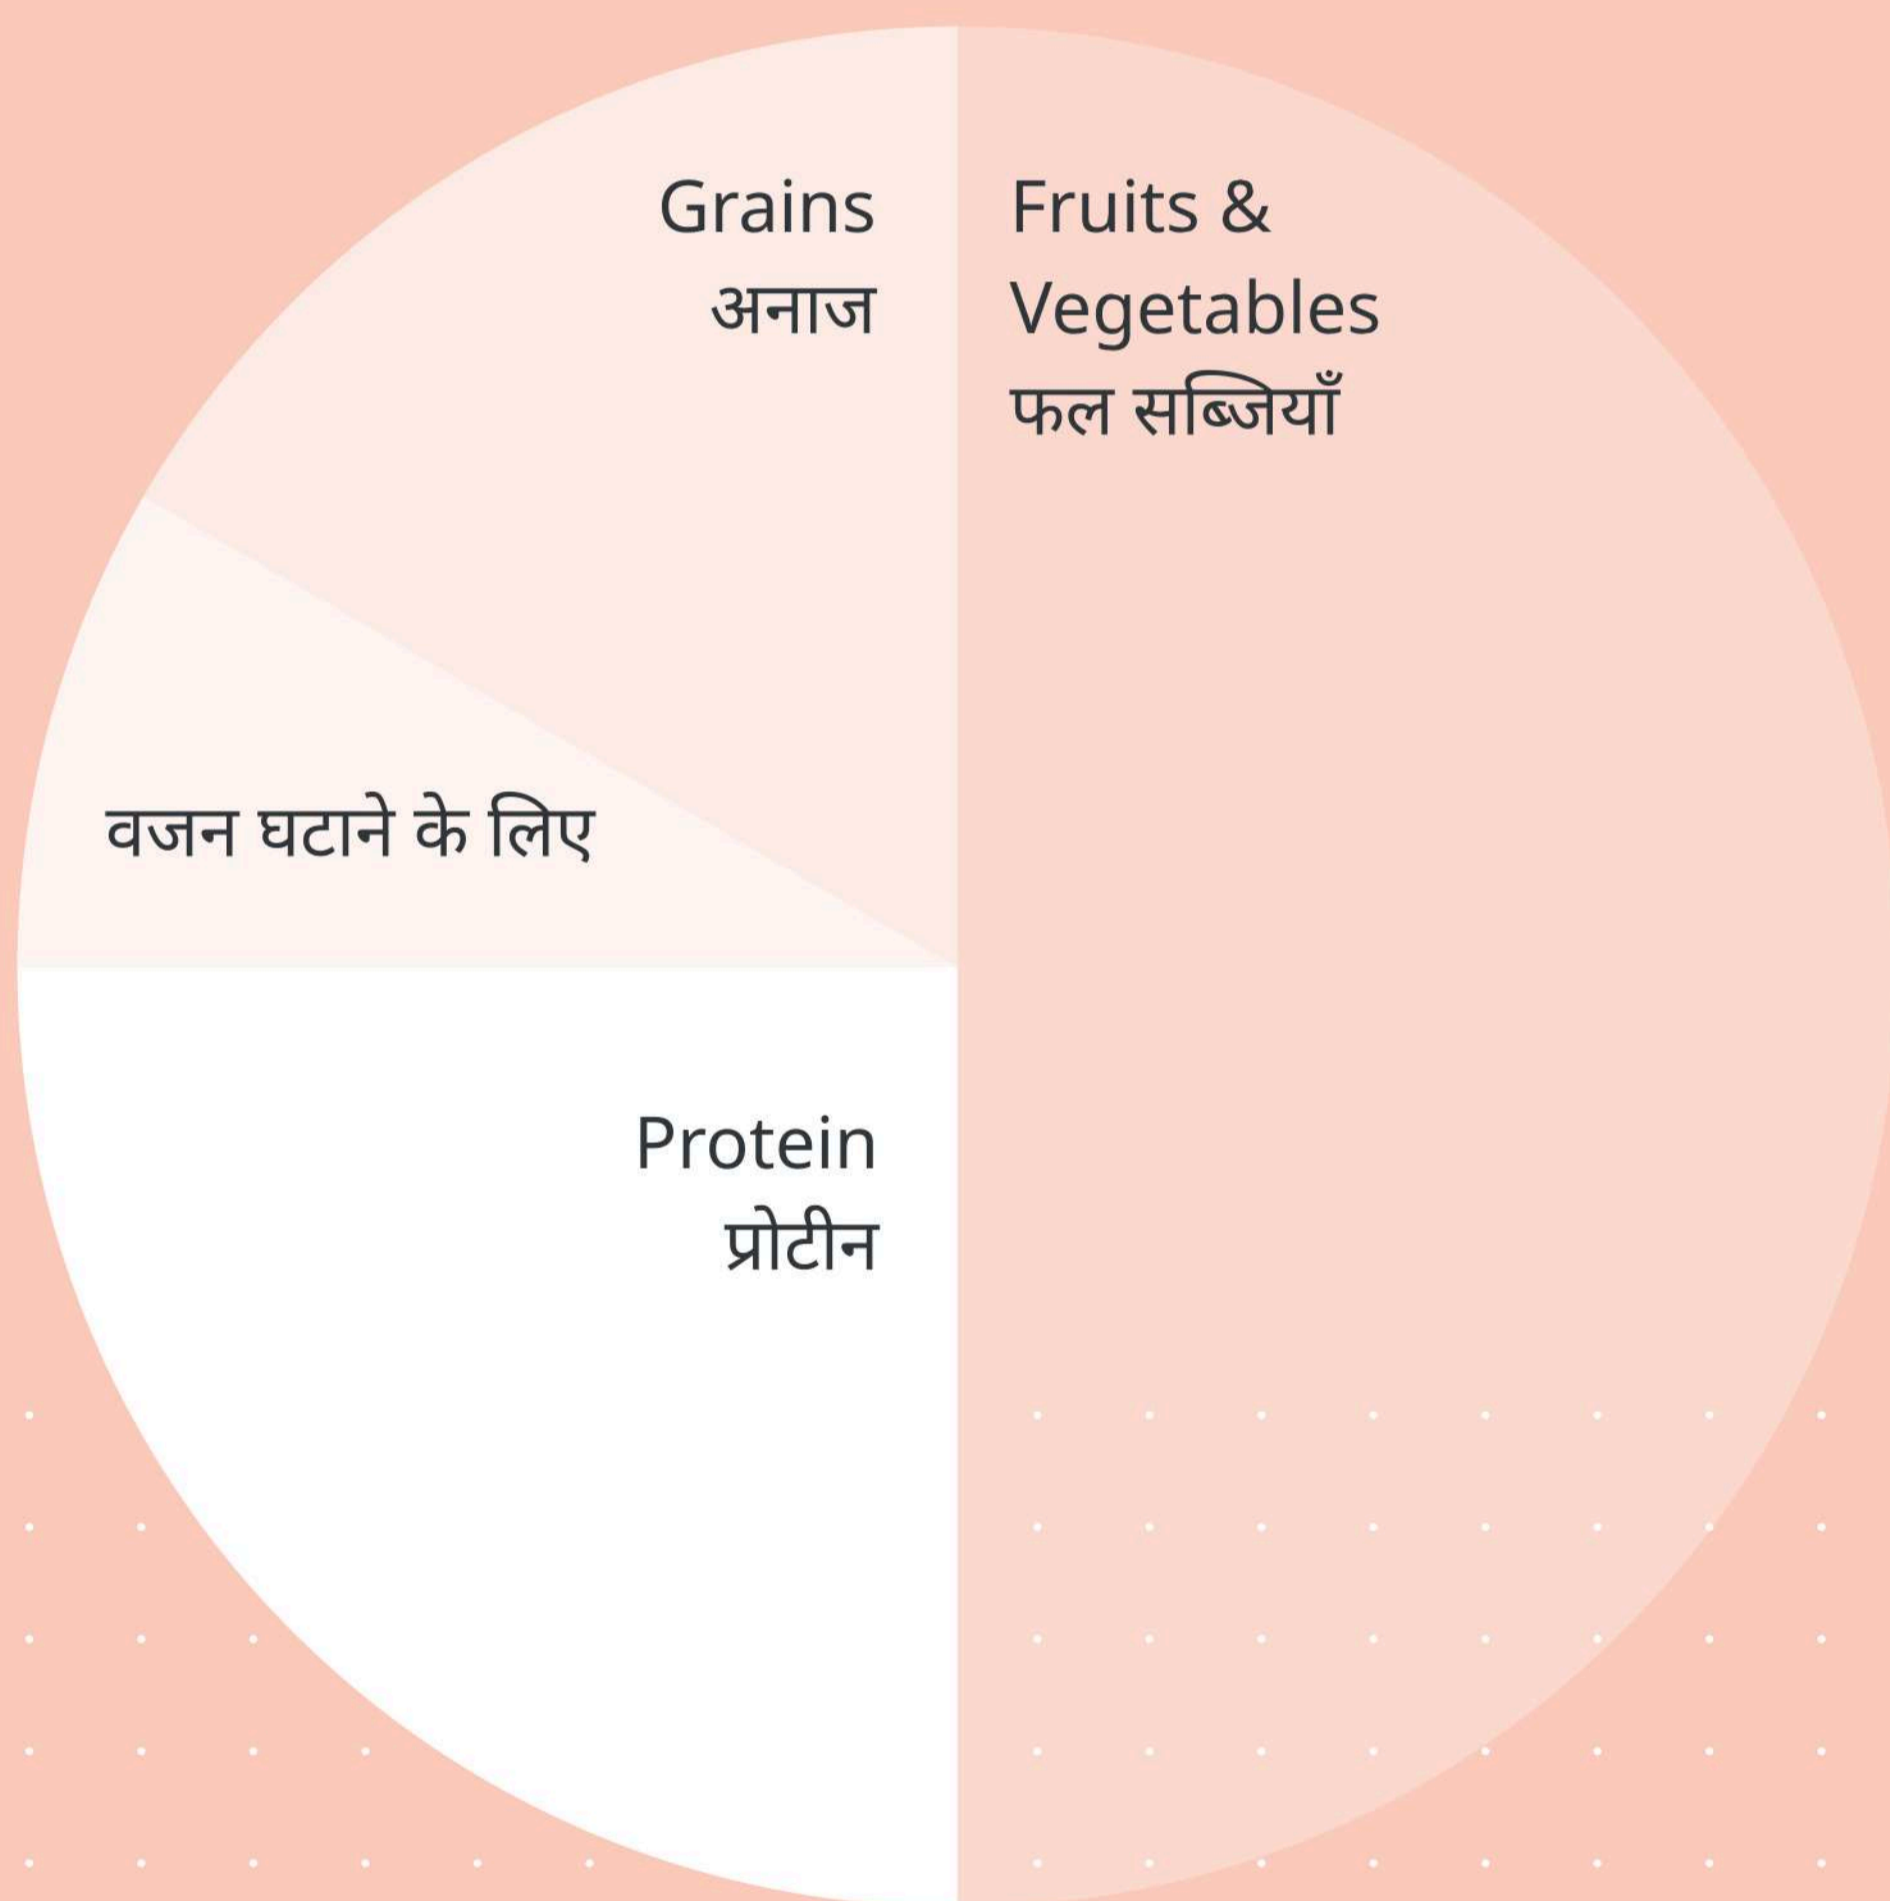 Grains
अनाज
Fruits &
Vegetables
फल सब्जियाँ
वजन घटाने के लिए
Protein
प्रोटीन